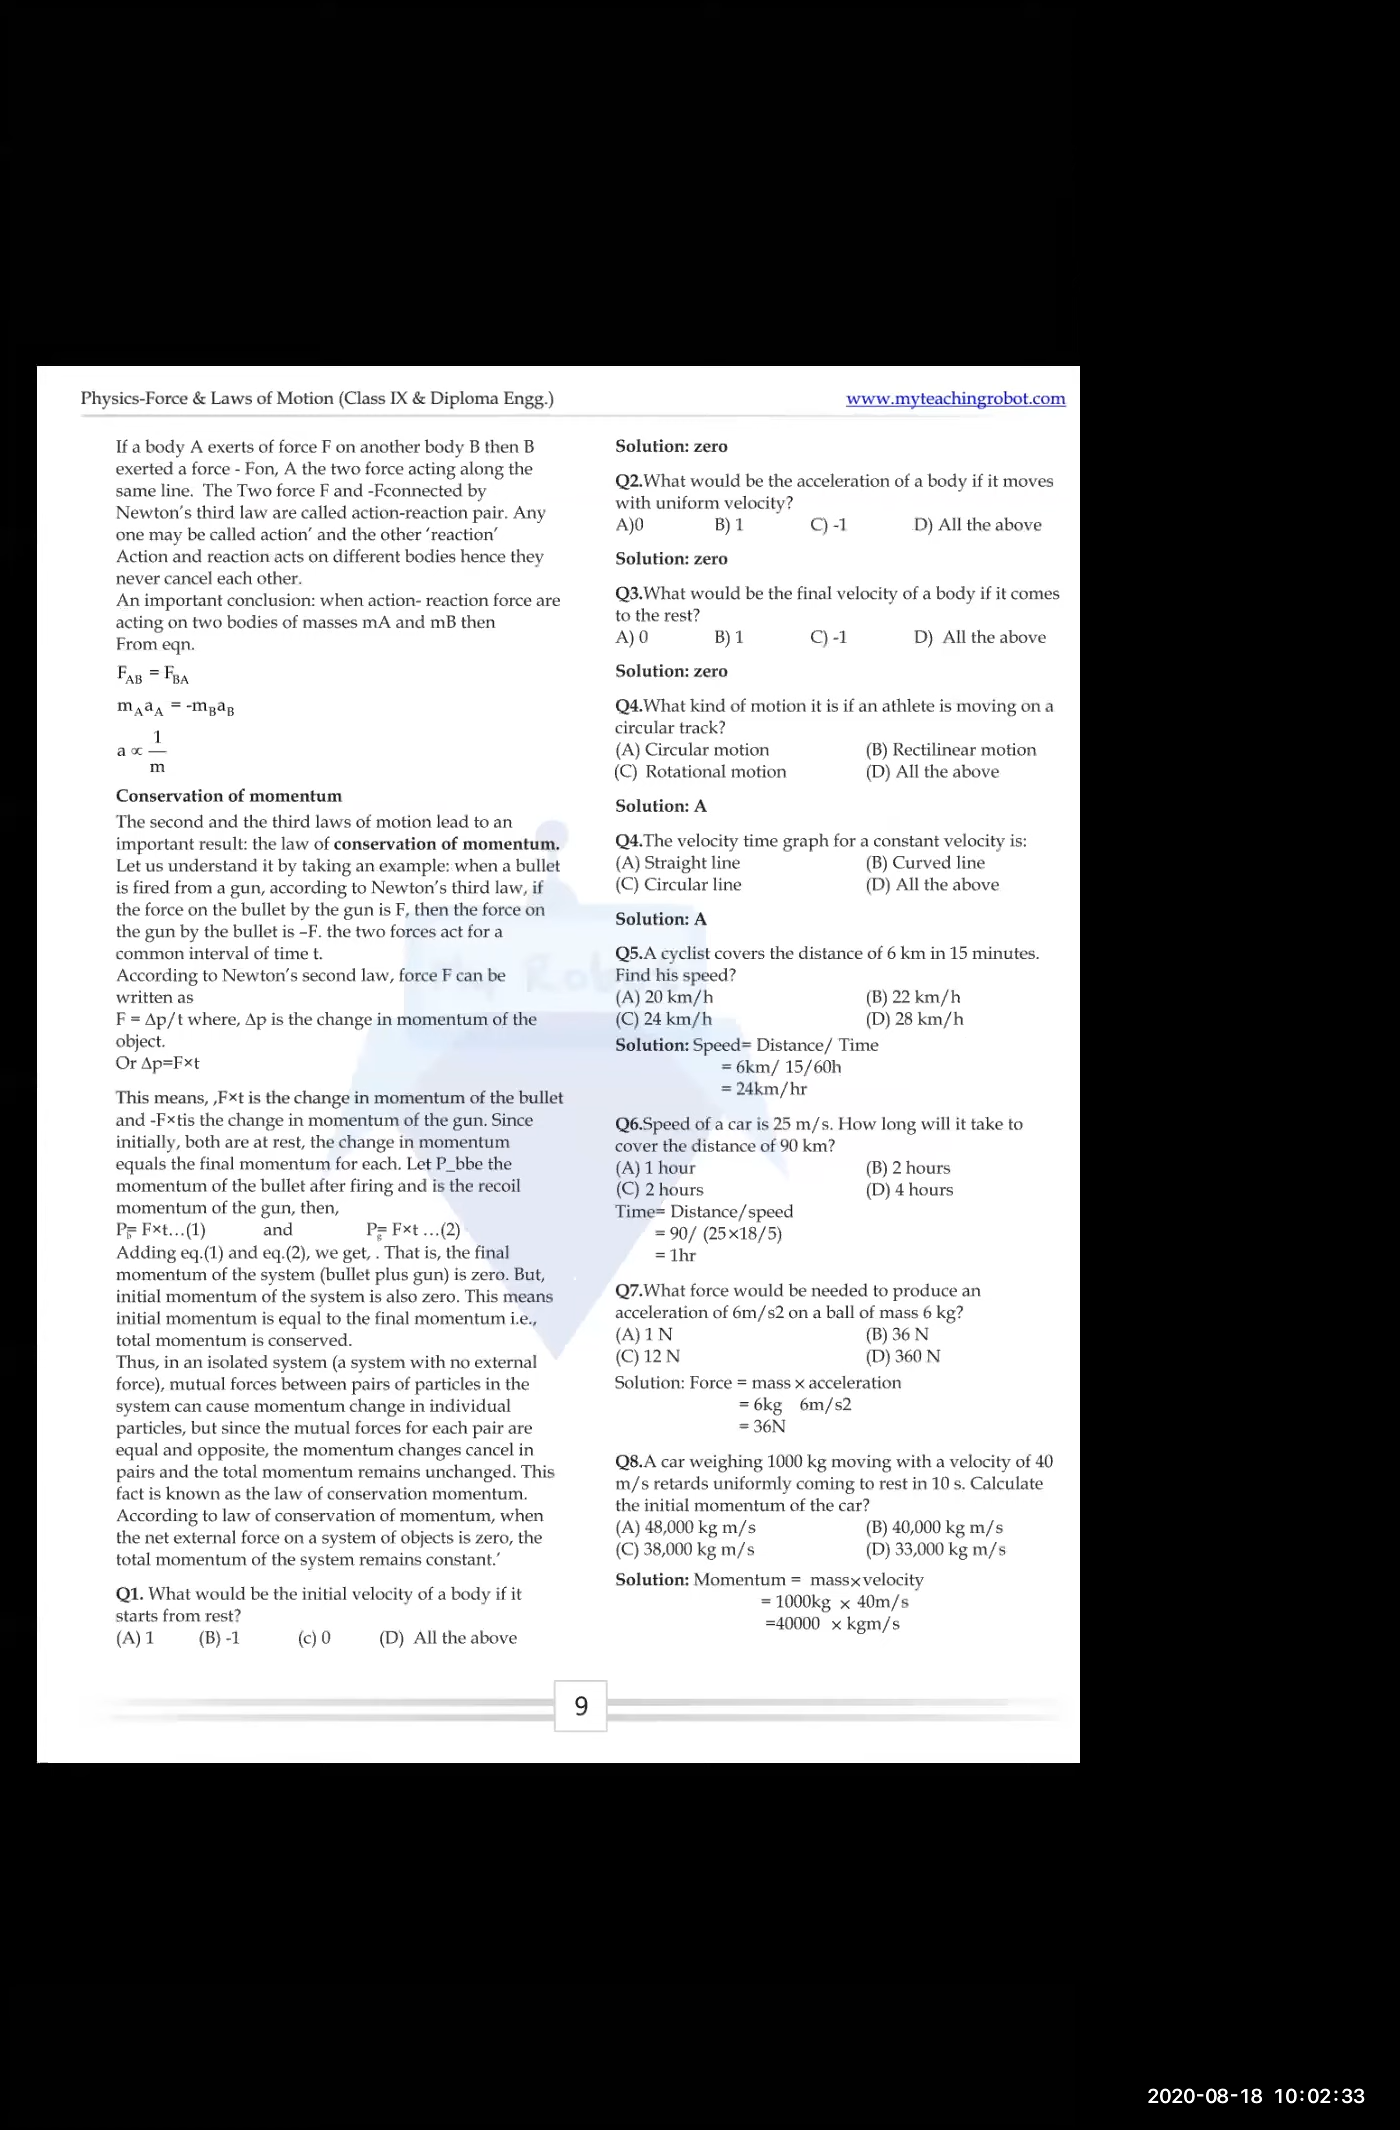 Physics-Force & Laws of Motion (Class IX & Diploma Engg.)
www.myteachingrobot.com
If a body A exerts of force F on another body B then B
exerted a force - Fon, A the two force acting along the
same line. The Two force F and -Fconnected by
Newton's third law are called action-reaction pair. Any
one may be called action' and the other 'reaction'
Action and reaction acts on different bodies hence they
never cancel each other.
An important conclusion: when action- reaction force are
acting on two bodies of masses mA and mB then
From eqn.
F_AB = F_BA
m_A a_A = -m_B a_B
a ∝ 1/m
Conservation of momentum
The second and the third laws of motion lead to an
important result: the law of conservation of momentum.
Let us understand it by taking an example: when a bullet
is fired from a gun, according to Newton's third law, if
the force on the bullet by the gun is F, then the force on
the gun by the bullet is –F. the two forces act for a
common interval of time t.
According to Newton's second law, force F can be
written as
F = Δp/t where, Δp is the change in momentum of the
object.
Or Δp=F×t
This means, ,F×t is the change in momentum of the bullet
and -F×tis the change in momentum of the gun. Since
initially, both are at rest, the change in momentum
equals the final momentum for each. Let P_bbe the
momentum of the bullet after firing and is the recoil
momentum of the gun, then,
P_b= F×t…(1) and P_g= F×t …(2)
Adding eq.(1) and eq.(2), we get, . That is, the final
momentum of the system (bullet plus gun) is zero. But,
initial momentum of the system is also zero. This means
initial momentum is equal to the final momentum i.e.,
total momentum is conserved.
Thus, in an isolated system (a system with no external
force), mutual forces between pairs of particles in the
system can cause momentum change in individual
particles, but since the mutual forces for each pair are
equal and opposite, the momentum changes cancel in
pairs and the total momentum remains unchanged. This
fact is known as the law of conservation momentum.
According to law of conservation of momentum, when
the net external force on a system of objects is zero, the
total momentum of the system remains constant.'
Q1. What would be the initial velocity of a body if it
starts from rest?
(A) 1 (B) -1 (c) 0 (D) All the above
Solution: zero
Q2.What would be the acceleration of a body if it moves
with uniform velocity?
A)0 B) 1 C) -1 D) All the above
Solution: zero
Q3.What would be the final velocity of a body if it comes
to the rest?
A) 0 B) 1 C) -1 D) All the above
Solution: zero
Q4.What kind of motion it is if an athlete is moving on a
circular track?
(A) Circular motion (B) Rectilinear motion
(C) Rotational motion (D) All the above
Solution: A
Q4.The velocity time graph for a constant velocity is:
(A) Straight line (B) Curved line
(C) Circular line (D) All the above
Solution: A
Q5.A cyclist covers the distance of 6 km in 15 minutes.
Find his speed?
(A) 20 km/h (B) 22 km/h
(C) 24 km/h (D) 28 km/h
Solution: Speed= Distance/ Time
= 6km/ 15/60h
= 24km/hr
Q6.Speed of a car is 25 m/s. How long will it take to
cover the distance of 90 km?
(A) 1 hour (B) 2 hours
(C) 2 hours (D) 4 hours
Time= Distance/speed
= 90/ (25×18/5)
= 1hr
Q7.What force would be needed to produce an
acceleration of 6m/s2 on a ball of mass 6 kg?
(A) 1 N (B) 36 N
(C) 12 N (D) 360 N
Solution: Force = mass × acceleration
= 6kg 6m/s2
= 36N
Q8.A car weighing 1000 kg moving with a velocity of 40
m/s retards uniformly coming to rest in 10 s. Calculate
the initial momentum of the car?
(A) 48,000 kg m/s (B) 40,000 kg m/s
(C) 38,000 kg m/s (D) 33,000 kg m/s
Solution: Momentum = mass×velocity
= 1000kg × 40m/s
=40000 × kgm/s
My Robot
9
2020-08-18 10:02:33